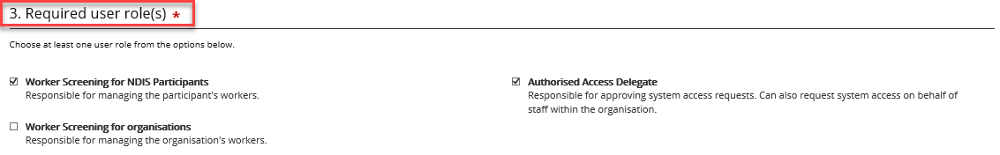 3. Required user role(s) *
Choose at least one user role from the options below.
Worker Screening for NDIS Participants
Responsible for managing the participant's workers.
Worker Screening for organisations
Responsible for managing the organisation's workers.
Authorised Access Delegate
Responsible for approving system access requests. Can also request system access on behalf of
staff within the organisation.